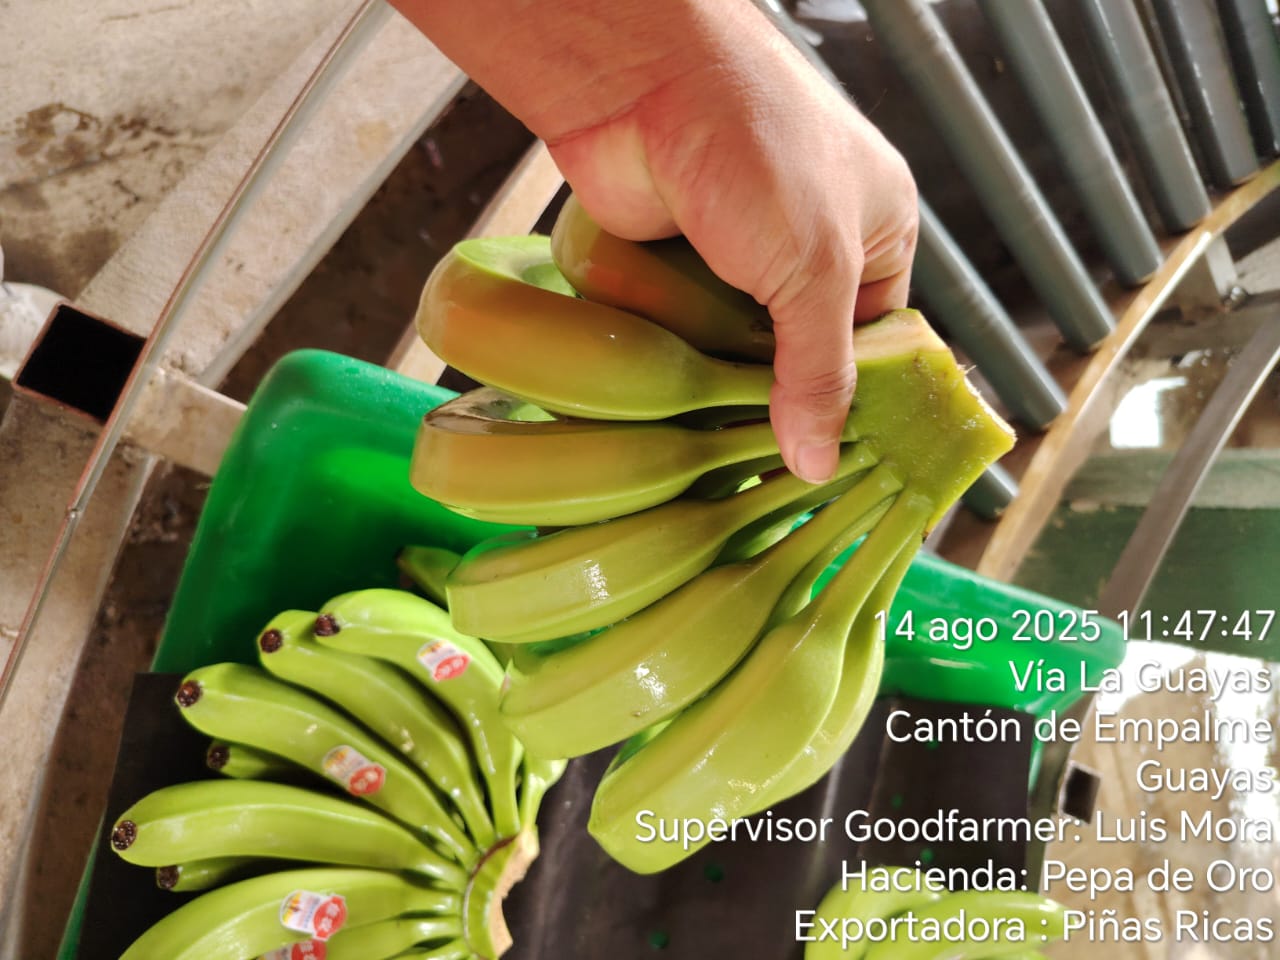 14 ago 2025 11:47:47
Vía La Guayas
Cantón de Empalme
Guayas
Supervisor Goodfarmer: Luis Mora
Hacienda: Pepa de Oro
Exportadora : Piñas Ricas